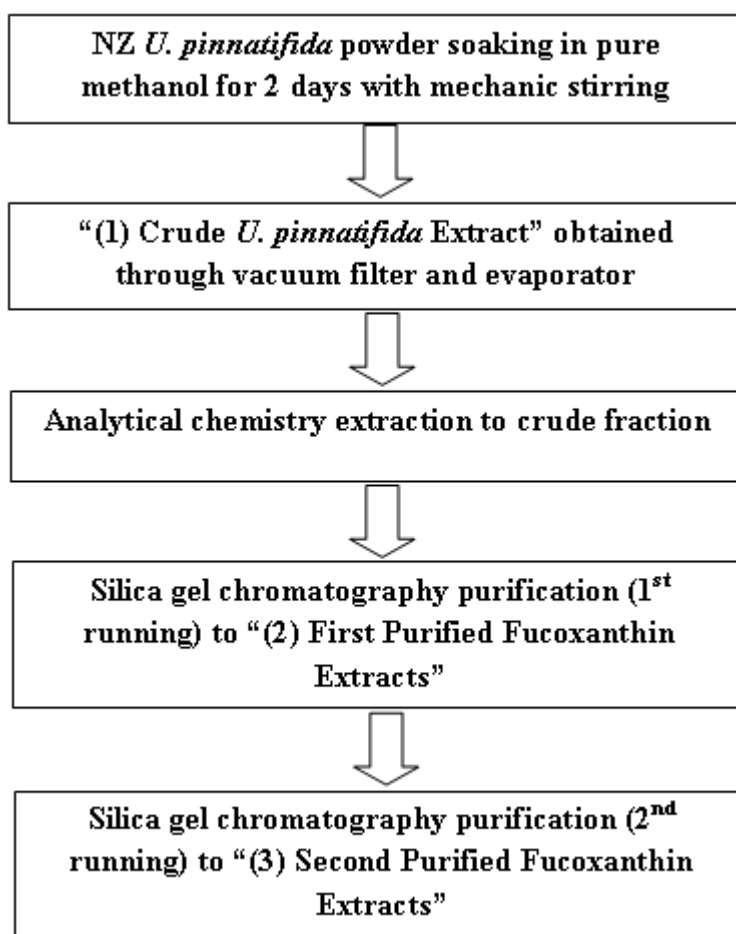 NZ U. pinnatifida powder soaking in pure
methanol for 2 days with mechanic stirring
“(1) Crude U. pinnatifida Extract” obtained
through vacuum filter and evaporator
Analytical chemistry extraction to crude fraction
Silica gel chromatography purification (1st
running) to “(2) First Purified Fucoxanthin
Extracts”
Silica gel chromatography purification (2nd
running) to “(3) Second Purified Fucoxanthin
Extracts”